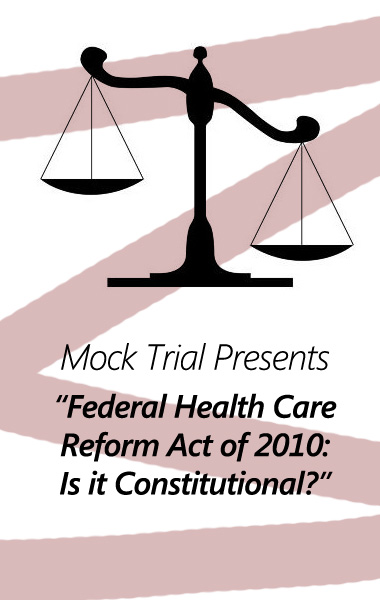 Mock Trial Presents
“Federal Health Care
Reform Act of 2010:
Is it Constitutional?”